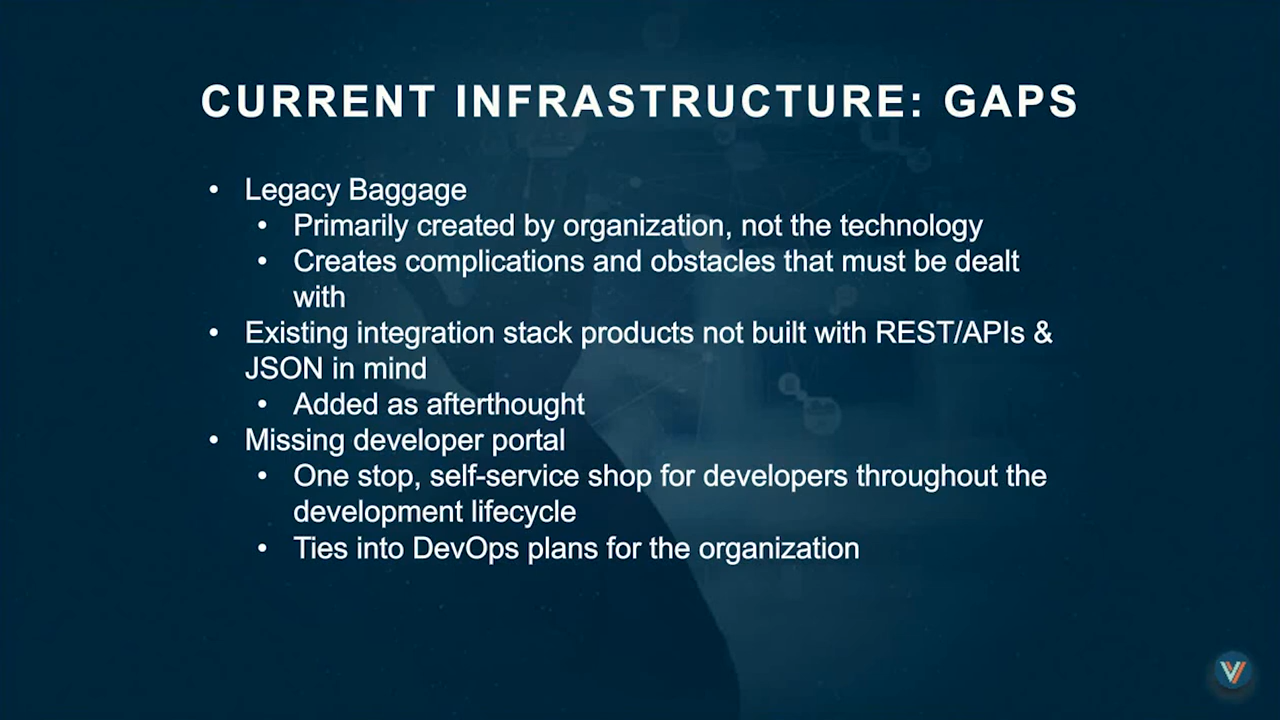 CURRENT INFRASTRUCTURE: GAPS
• Legacy Baggage
• Primarily created by organization, not the technology
• Creates complications and obstacles that must be dealt
with
• Existing integration stack products not built with REST/APIs &
JSON in mind
• Added as afterthought
• Missing developer portal
• One stop, self-service shop for developers throughout the
development lifecycle
• Ties into DevOps plans for the organization